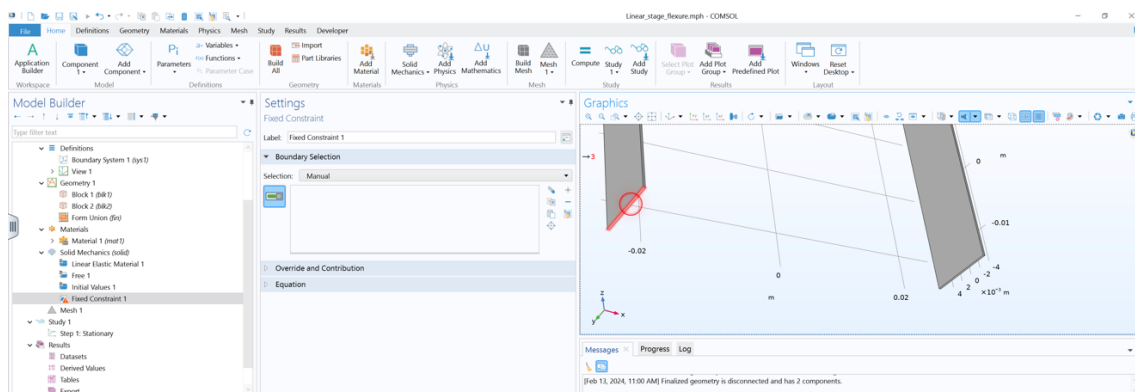 Linear_stage_flexure.mph - COMSOL
File Home Definitions Geometry Materials Physics Mesh Study Results Developer
A Pi a= Variables Import Δu
f(x) Functions Part Libraries
Pi Parameter Case
Application Builder Component 1 Add Component Parameters Build All Add Material Solid Mechanics Add Physics Add Mathematics Build Mesh Mesh 1 Compute Study 1 Add Study Select Plot Group Add Plot Group Add Predefined Plot Windows Reset Desktop
Workspace Model Definitions Geometry Materials Physics Mesh Study Results Layout
Model Builder
Type filter text
Definitions
Boundary System 1 (sys1)
View 1
Geometry 1
Block 1 (blk1)
Block 2 (blk2)
Form Union (fin)
Materials
Material 1 (mat1)
Solid Mechanics (solid)
Linear Elastic Material 1
Free 1
Initial Values 1
Fixed Constraint 1
Mesh 1
Study 1
Step 1: Stationary
Results
Datasets
Derived Values
Tables
Export
Settings
Fixed Constraint
Label: Fixed Constraint 1
Boundary Selection
Selection: Manual
Override and Contribution
Equation
Graphics
→3
0 m
-0.01
-0.02
0
m
0.02
-4
-2
0
2
4
×10⁻³ m
z
y x
Messages Progress Log
[Feb 13, 2024, 11:00 AM] Finalized geometry is disconnected and has 2 components.